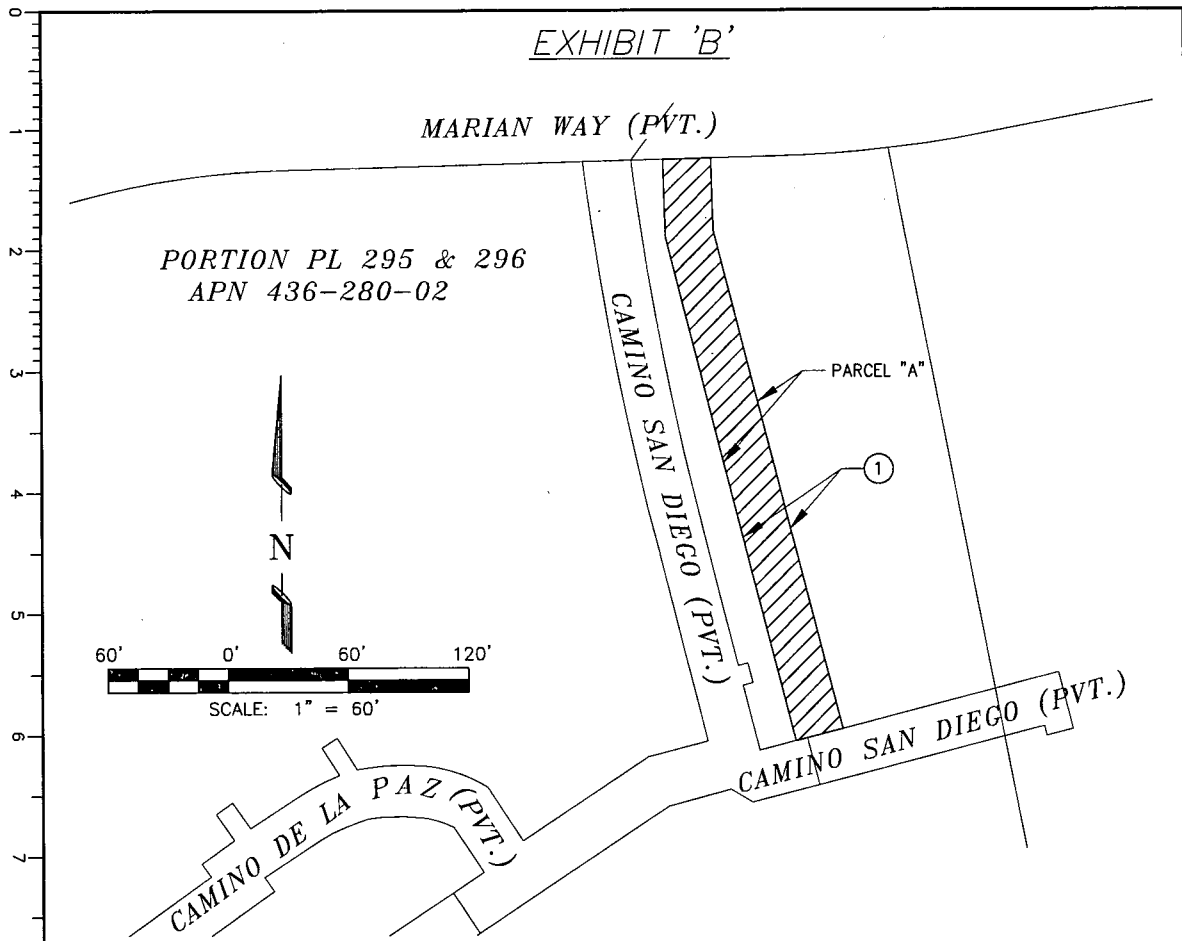 EXHIBIT 'B'
0
1
2
3
4
5
6
7
MARIAN WAY (PVT.)
PORTION PL 295 & 296
APN 436-280-02
CAMINO SAN DIEGO (PVT.)
PARCEL "A"
1
N
60'
0'
60'
120'
SCALE: 1" = 60'
CAMINO SAN DIEGO (PVT.)
CAMINO DE LA PAZ (PVT.)